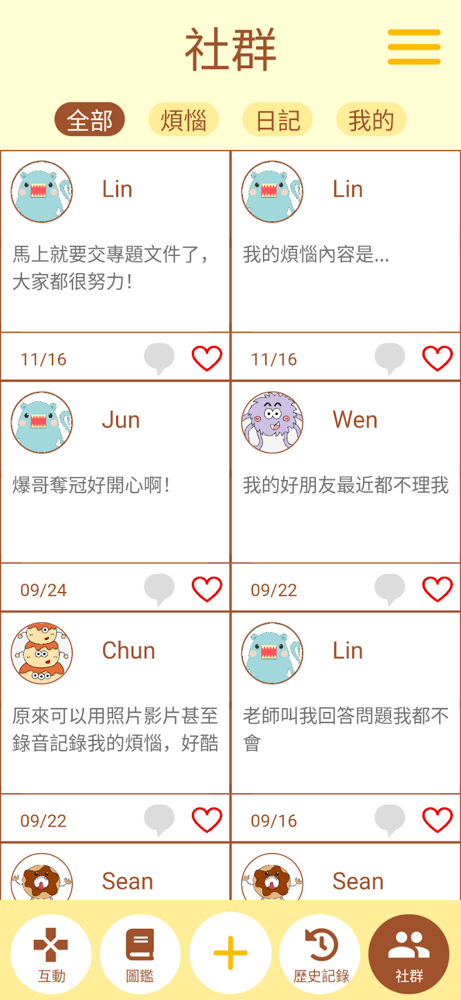 社群
全部 煩惱 日記 我的
Lin
馬上就要交專題文件了，
大家都很努力！
11/16
Lin
我的煩惱內容是...
11/16
Jun
爆哥奪冠好開心啊！
09/24
Wen
我的好朋友最近都不理我
09/22
Chun
原來可以用照片影片甚至
錄音記錄我的煩惱，好酷
09/22
Lin
老師叫我回答問題我都不
會
09/16
Sean
Sean
互動 圖鑑 歷史記錄 社群